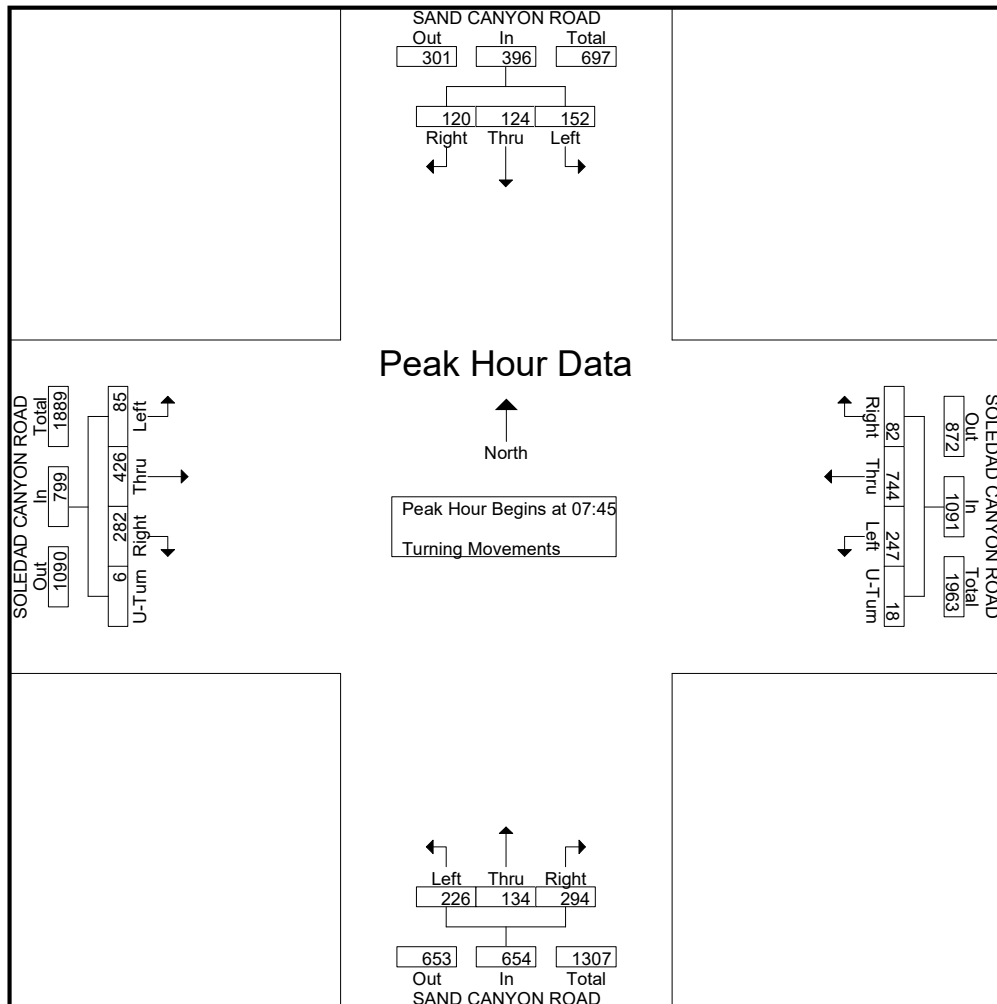 SAND CANYON ROAD
Out In Total
301 396 697
120 124 152
Right Thru Left
Peak Hour Data
North
Peak Hour Begins at 07:45
Turning Movements
SOLEDAD CANYON ROAD
Total In Out
1889 799 1090
85 426 282 6
Left Thru Right U-Turn
SOLEDAD CANYON ROAD
Out In Total
872 1091 1963
82 744 247 18
Right Thru Left U-Turn
Left Thru Right
226 134 294
653 654 1307
Out In Total
SAND CANYON ROAD